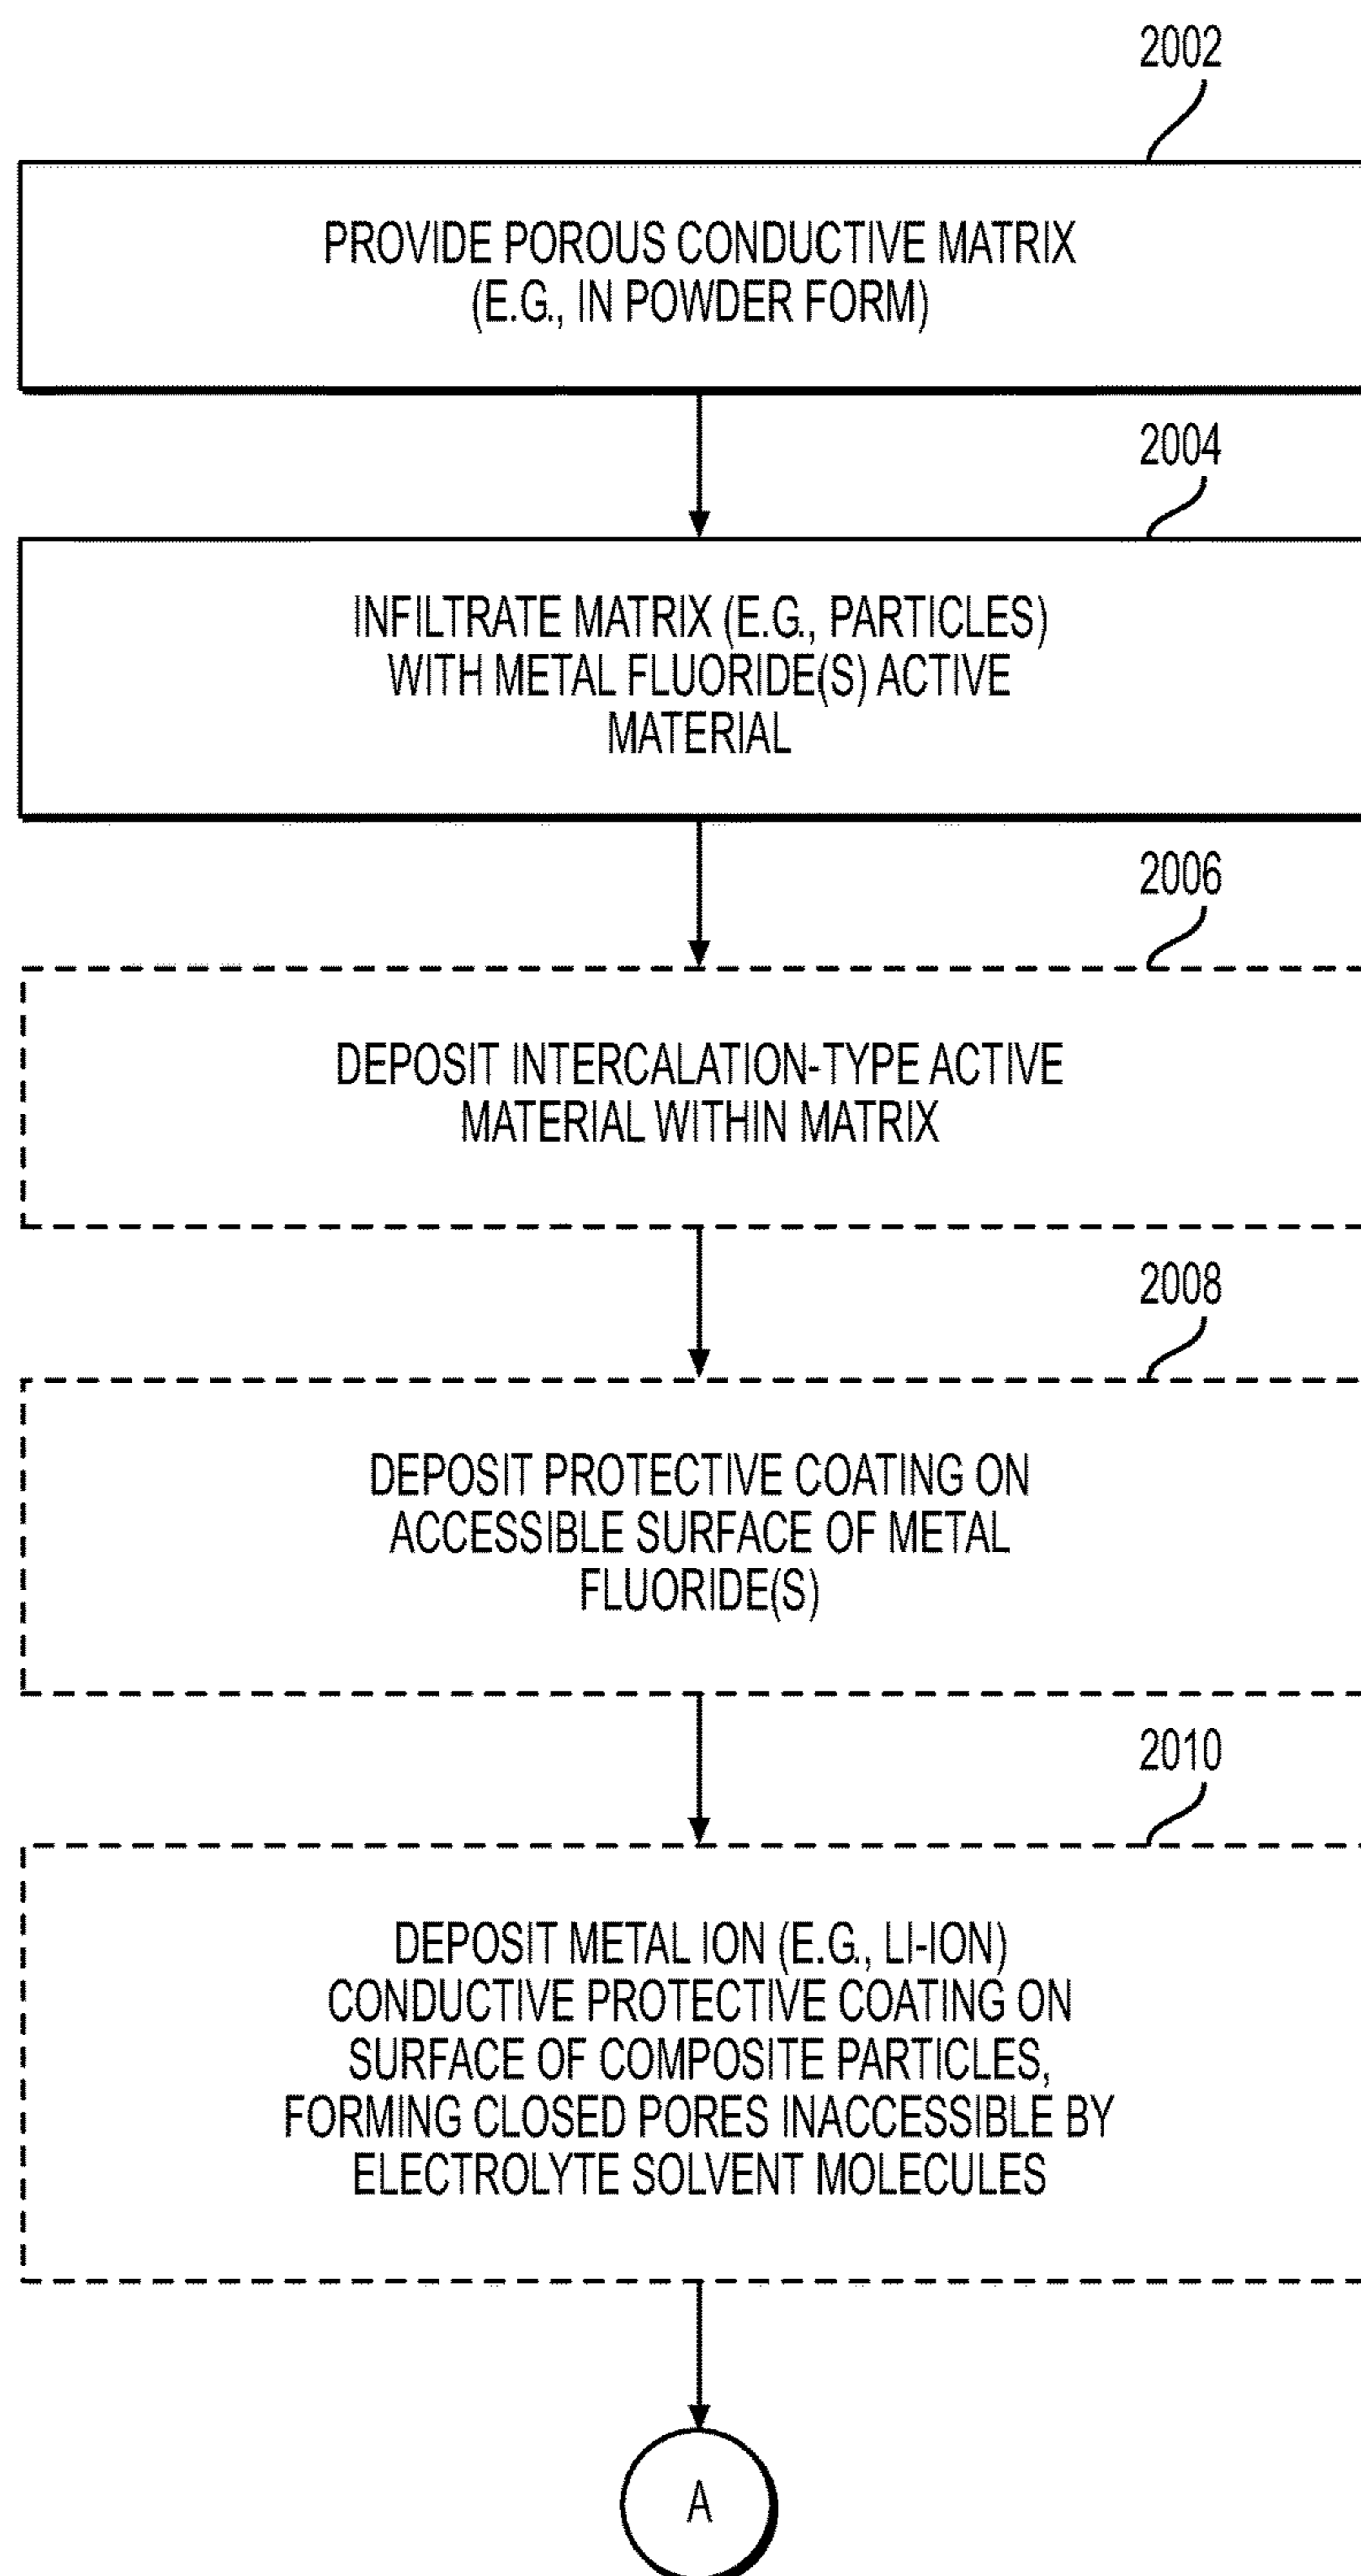 2002
PROVIDE POROUS CONDUCTIVE MATRIX
(E.G., IN POWDER FORM)
2004
INFILTRATE MATRIX (E.G., PARTICLES)
WITH METAL FLUORIDE(S) ACTIVE
MATERIAL
2006
DEPOSIT INTERCALATION-TYPE ACTIVE
MATERIAL WITHIN MATRIX
2008
DEPOSIT PROTECTIVE COATING ON
ACCESSIBLE SURFACE OF METAL
FLUORIDE(S)
2010
DEPOSIT METAL ION (E.G., LI-ION)
CONDUCTIVE PROTECTIVE COATING ON
SURFACE OF COMPOSITE PARTICLES,
FORMING CLOSED PORES INACCESSIBLE BY
ELECTROLYTE SOLVENT MOLECULES
A